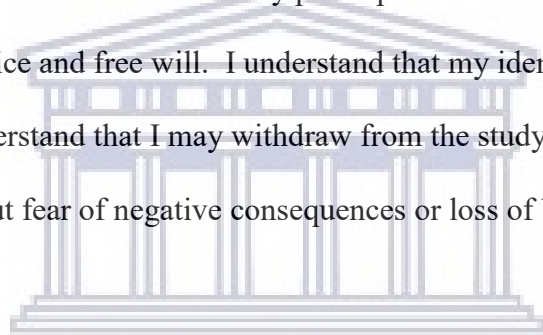 ice and free will. I understand that my iden
erstand that I may withdraw from the study
ut fear of negative consequences or loss of